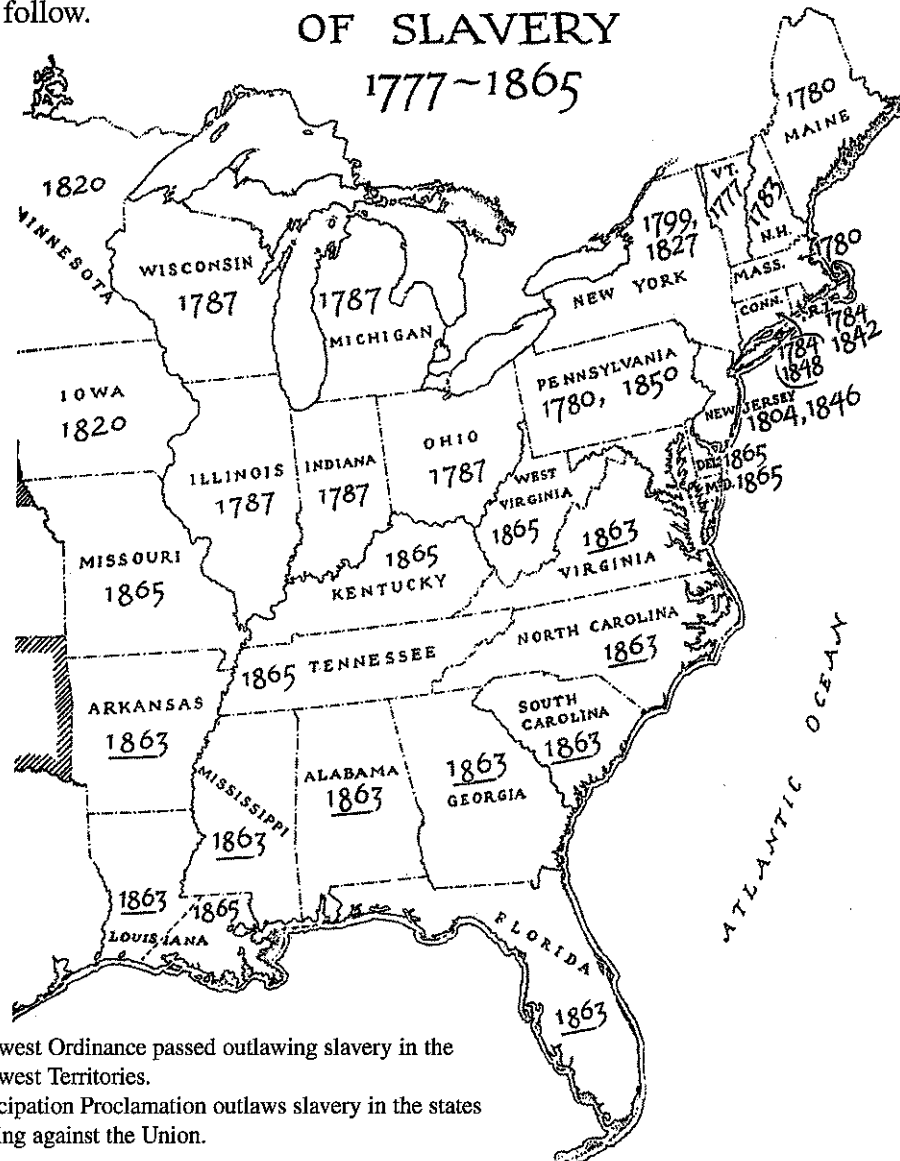 follow.
OF SLAVERY
1777~1865
1780
MAINE
1820
MINNESOTA
VT.
1777
1783
N.H.
1799,
1827
NEW YORK
WISCONSIN
1787
1787
MICHIGAN
MASS.
1780
CONN.
R.I.
1784
1842
1784
1848
IOWA
1820
PENNSYLVANIA
1780, 1850
NEW JERSEY
1804, 1846
ILLINOIS
1787
INDIANA
1787
OHIO
1787
WEST
VIRGINIA
1865
DEL. 1865
MD. 1865
1863
VIRGINIA
MISSOURI
1865
1865
KENTUCKY
1865 TENNESSEE
NORTH CAROLINA
1863
ARKANSAS
1863
SOUTH
CAROLINA
1863
MISSISSIPPI
1863
ALABAMA
1863
1863
GEORGIA
1863
1865
LOUISIANA
FLORIDA
1863
ATLANTIC OCEAN
west Ordinance passed outlawing slavery in the
west Territories.
cipation Proclamation outlaws slavery in the states
ng against the Union.